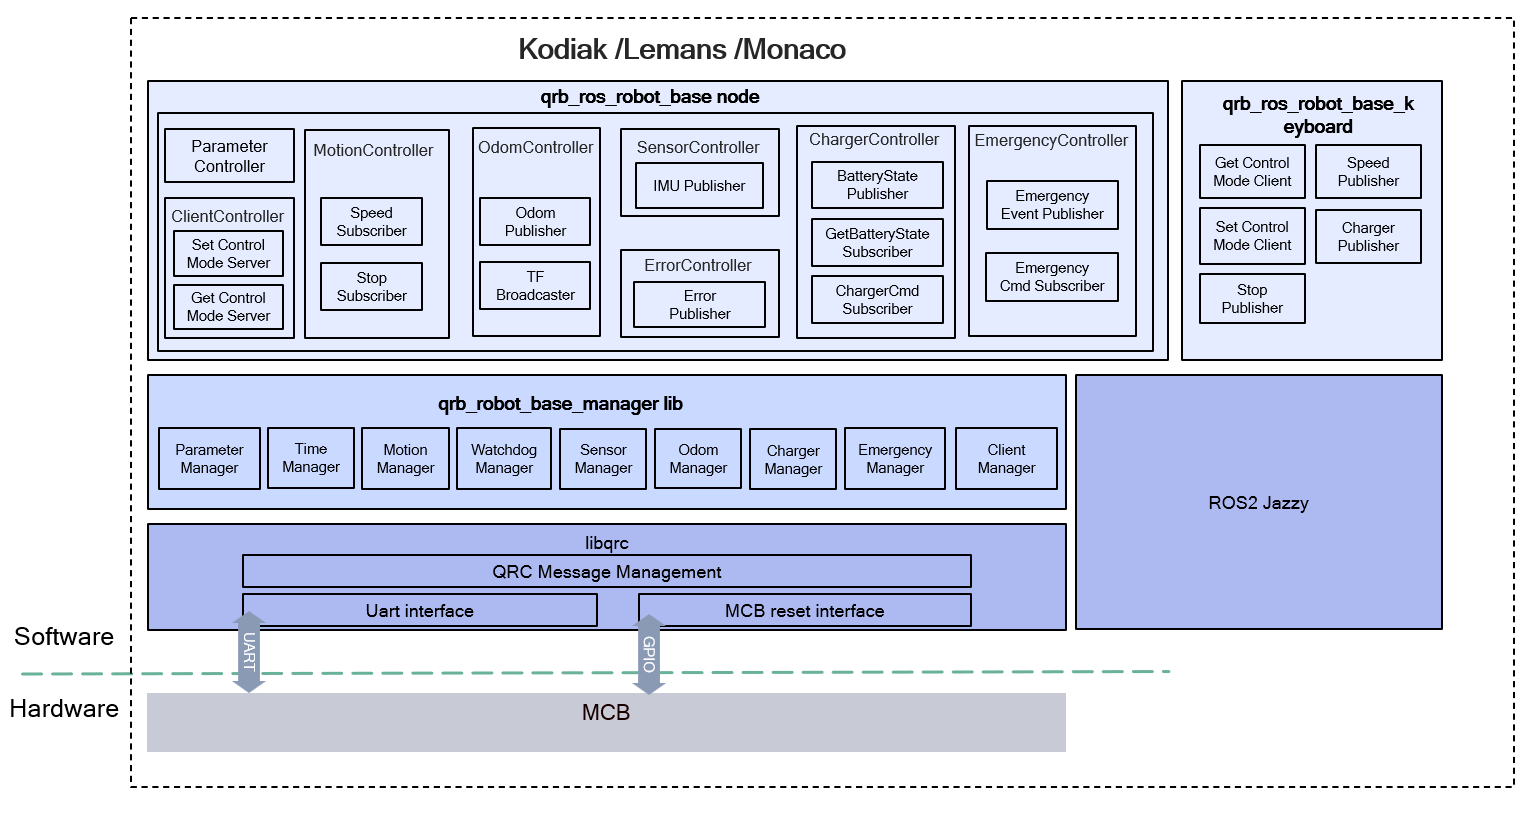 Kodiak /Lemans /Monaco
qrb_ros_robot_base node
Parameter
Controller
ClientController
Set Control
Mode Server
Get Control
Mode Server
MotionController
Speed
Subscriber
Stop
Subscriber
OdomController
Odom
Publisher
TF
Broadcaster
SensorController
IMU Publisher
ErrorController
Error
Publisher
ChargerController
BatteryState
Publisher
GetBatteryState
Subscriber
ChargerCmd
Subscriber
EmergencyController
Emergency
Event Publisher
Emergency
Cmd Subscriber
qrb_ros_robot_base_k
eyboard
Get Control
Mode Client
Speed
Publisher
Set Control
Mode Client
Charger
Publisher
Stop
Publisher
qrb_robot_base_manager lib
Parameter
Manager
Time
Manager
Motion
Manager
Watchdog
Manager
Sensor
Manager
Odom
Manager
Charger
Manager
Emergency
Manager
Client
Manager
ROS2 Jazzy
libqrc
QRC Message Management
Uart interface
MCB reset interface
UART
GPIO
Software
Hardware
MCB